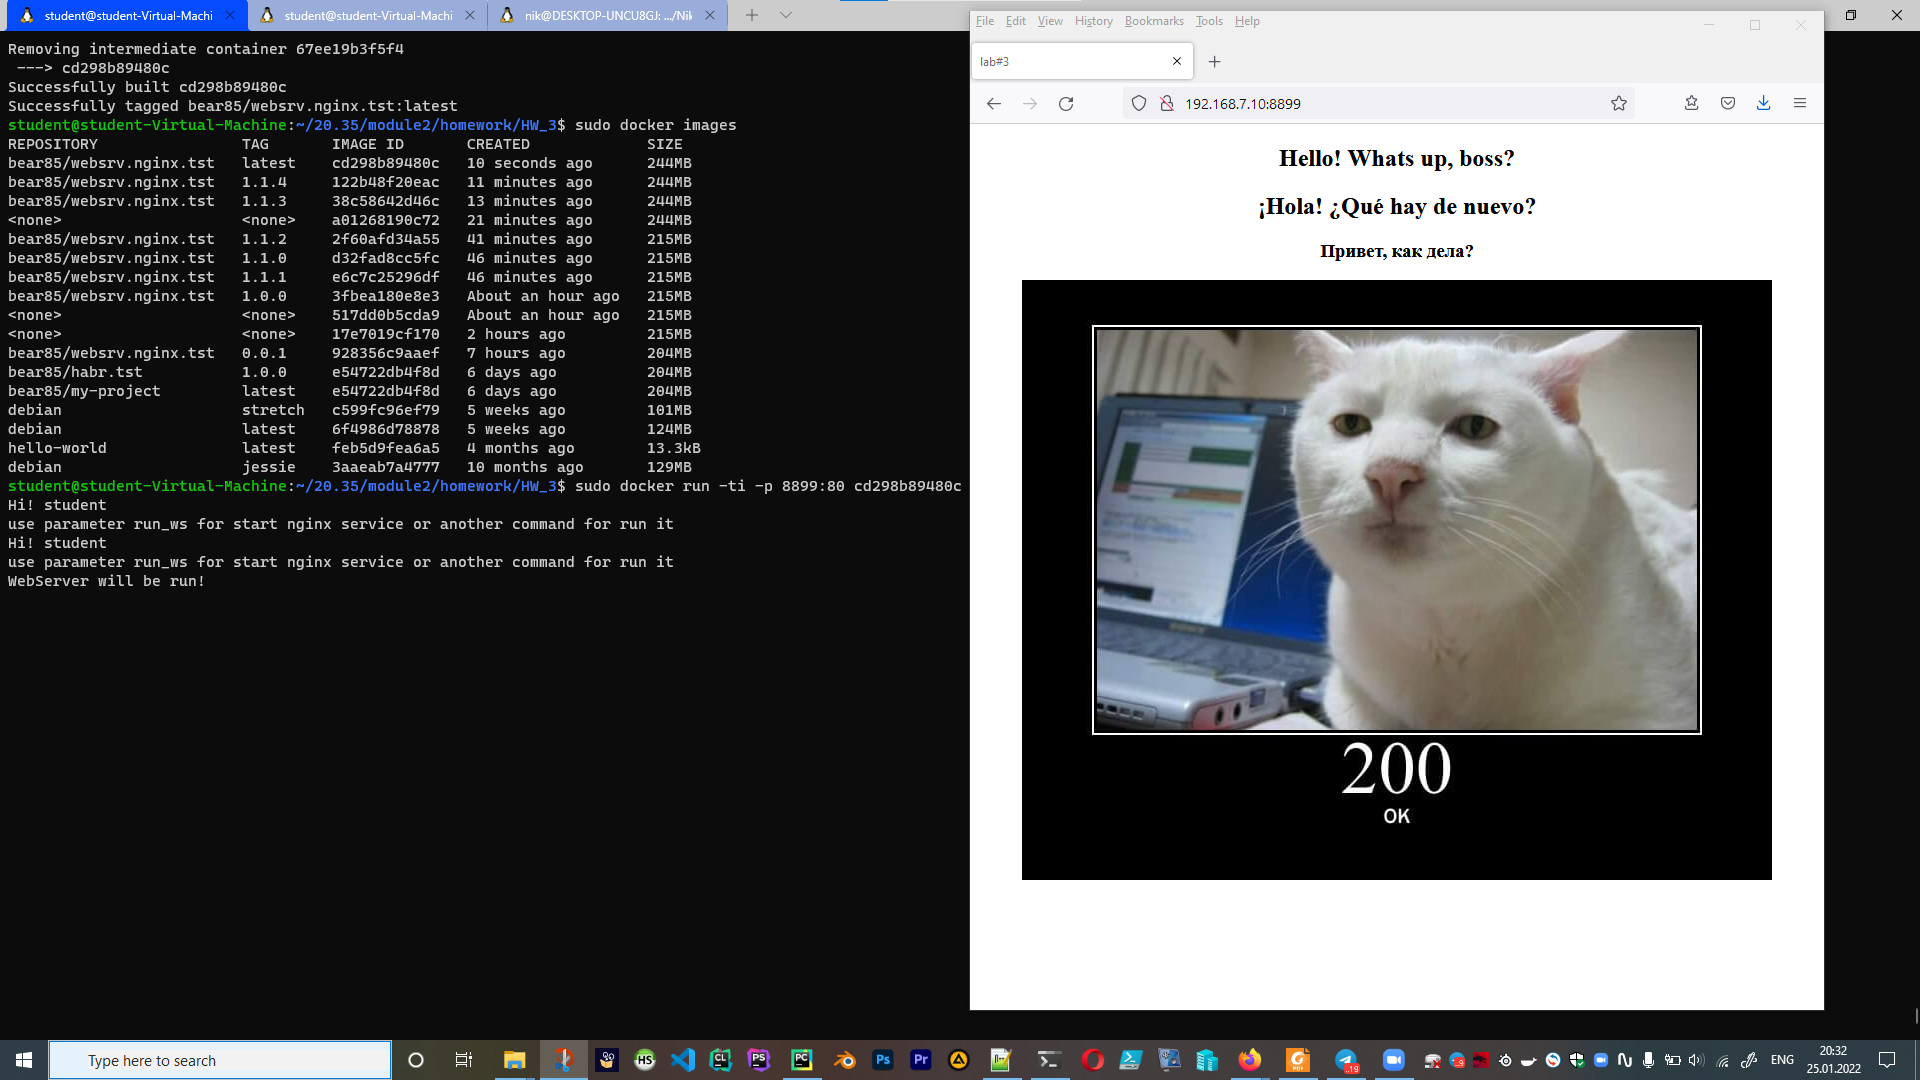 student@student-Virtual-Machi
student@student-Virtual-Machi
nik@DESKTOP-UNCU8GJ: .../Nik
Removing intermediate container 67ee19b3f5f4
---> cd298b89480c
Successfully built cd298b89480c
Successfully tagged bear85/websrv.nginx.tst:latest
student@student-Virtual-Machine:~/20.35/module2/homework/HW_3$ sudo docker images
REPOSITORY TAG IMAGE ID CREATED SIZE
bear85/websrv.nginx.tst latest cd298b89480c 10 seconds ago 244MB
bear85/websrv.nginx.tst 1.1.4 122b48f20eac 11 minutes ago 244MB
bear85/websrv.nginx.tst 1.1.3 38c58642d46c 13 minutes ago 244MB
<none> <none> a01268190c72 21 minutes ago 244MB
bear85/websrv.nginx.tst 1.1.2 2f60afd34a55 41 minutes ago 215MB
bear85/websrv.nginx.tst 1.1.0 d32fad8cc5fc 46 minutes ago 215MB
bear85/websrv.nginx.tst 1.1.1 e6c7c25296df 46 minutes ago 215MB
bear85/websrv.nginx.tst 1.0.0 3fbea180e8e3 About an hour ago 215MB
<none> <none> 517dd0b5cda9 About an hour ago 215MB
<none> <none> 17e7019cf170 2 hours ago 215MB
bear85/websrv.nginx.tst 0.0.1 928356c9aaef 7 hours ago 204MB
bear85/habr.tst 1.0.0 e54722db4f8d 6 days ago 204MB
bear85/my-project latest e54722db4f8d 6 days ago 204MB
debian stretch c599fc96ef79 5 weeks ago 101MB
debian latest 6f4986d78878 5 weeks ago 124MB
hello-world latest feb5d9fea6a5 4 months ago 13.3kB
debian jessie 3aaeab7a4777 10 months ago 129MB
student@student-Virtual-Machine:~/20.35/module2/homework/HW_3$ sudo docker run -ti -p 8899:80 cd298b89480c
Hi! student
use parameter run_ws for start nginx service or another command for run it
Hi! student
use parameter run_ws for start nginx service or another command for run it
WebServer will be run!
File Edit View History Bookmarks Tools Help
lab#3
192.168.7.10:8899
Hello! Whats up, boss?
¡Hola! ¿Qué hay de nuevo?
Привет, как дела?
200
OK
Type here to search
ENG
20:32
25.01.2022